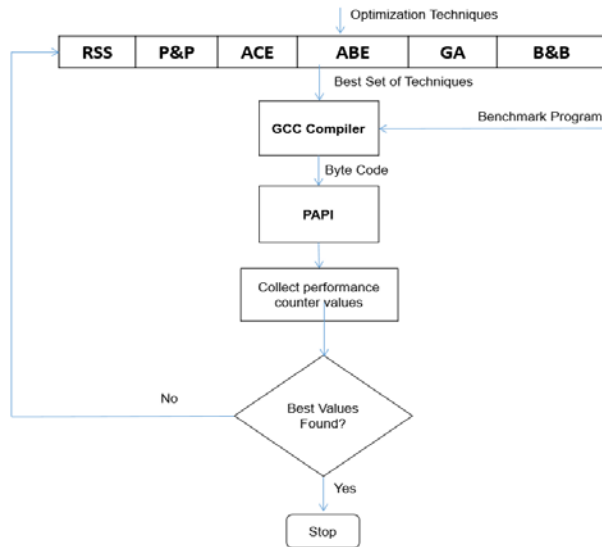 Optimization Techniques
RSS P&P ACE ABE GA B&B
Best Set of Techniques
GCC Compiler
Benchmark Program
Byte Code
PAPI
Collect performance
counter values
No
Best Values
Found?
Yes
Stop